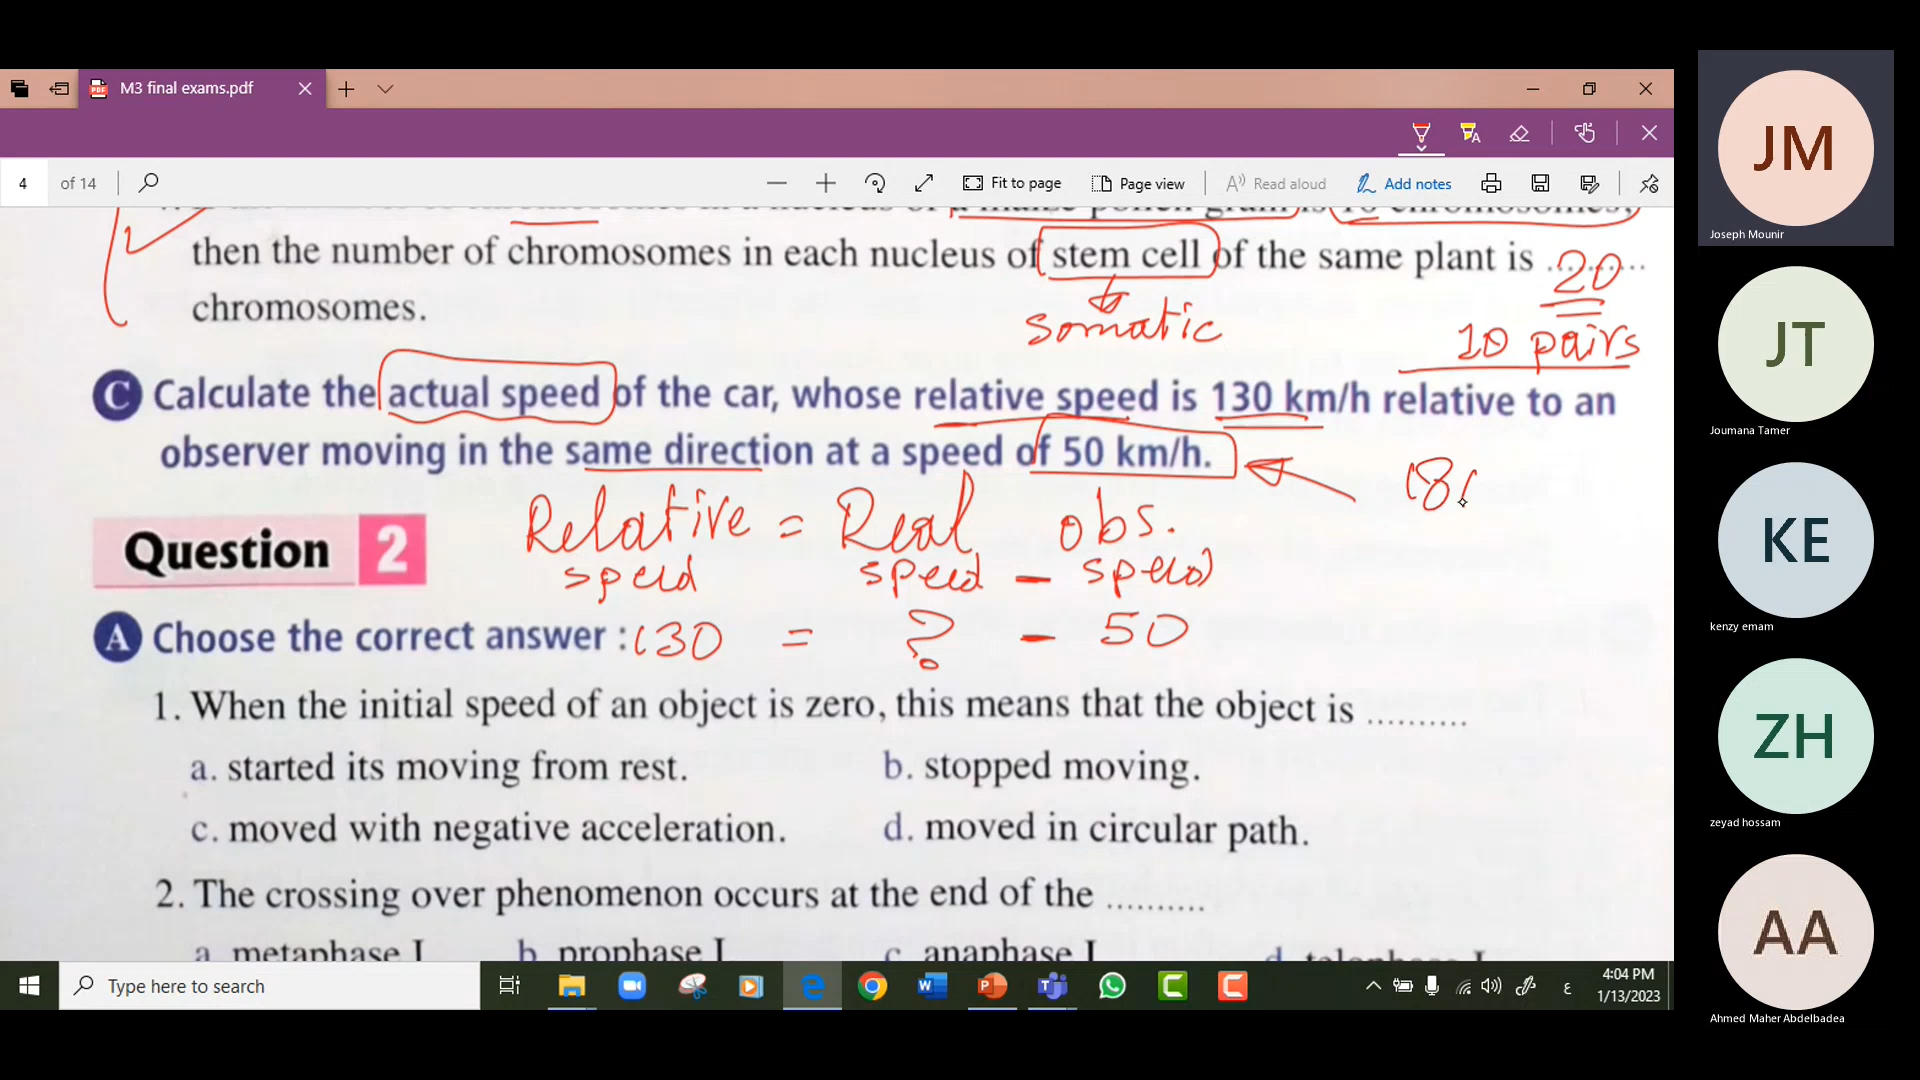 M3 final exams.pdf
4 of 14
Fit to page
Page view
Read aloud
Add notes
then the number of chromosomes in each nucleus of stem cell of the same plant is .......... 20
chromosomes.
somatic
10 pairs
C Calculate the actual speed of the car, whose relative speed is 130 km/h relative to an
observer moving in the same direction at a speed of 50 km/h.
Relative speed = Real speed - obs. speed
Question 2
130 = ? - 50
A Choose the correct answer :
1. When the initial speed of an object is zero, this means that the object is ..........
a. started its moving from rest.
b. stopped moving.
c. moved with negative acceleration.
d. moved in circular path.
2. The crossing over phenomenon occurs at the end of the ..........
a. metaphase I
b. prophase I
c. anaphase I
d. telophase I
Type here to search
4:04 PM
1/13/2023
ع
JM
Joseph Mounir
JT
Joumana Tamer
KE
kenzy emam
ZH
zeyad hossam
AA
Ahmed Maher Abdelbadea